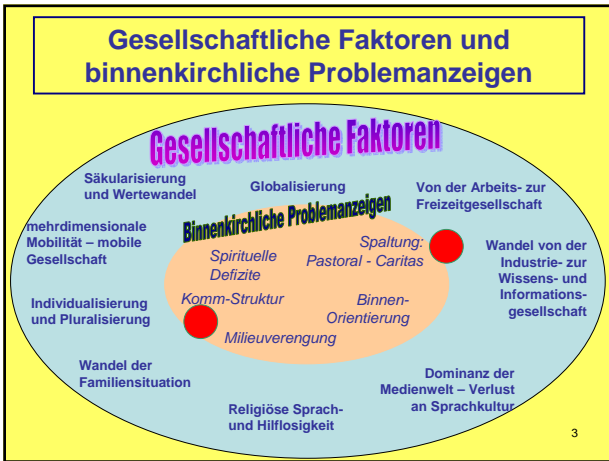 Gesellschaftliche Faktoren und
binnenkirchliche Problemanzeigen
Gesellschaftliche Faktoren
Säkularisierung
und Wertewandel
Globalisierung
Von der Arbeits- zur
Freizeitgesellschaft
mehrdimensionale
Mobilität – mobile
Gesellschaft
Binnenkirchliche Problemanzeigen
Spirituelle
Defizite
Spaltung:
Pastoral - Caritas
Wandel von der
Industrie- zur
Wissens- und
Informations-
gesellschaft
Individualisierung
und Pluralisierung
Komm-Struktur
Binnen-
Orientierung
Milieuverengung
Wandel der
Familiensituation
Dominanz der
Medienwelt – Verlust
an Sprachkultur
Religiöse Sprach-
und Hilflosigkeit
3